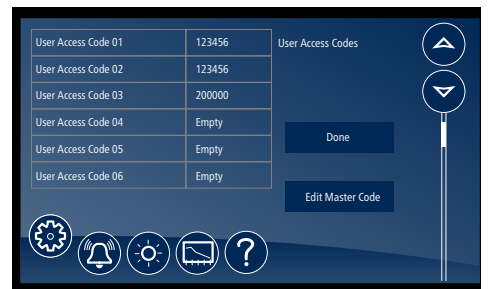 User Access Code 01 123456 User Access Codes
User Access Code 02 123456
User Access Code 03 200000
User Access Code 04 Empty
User Access Code 05 Empty
User Access Code 06 Empty
Done
Edit Master Code
?